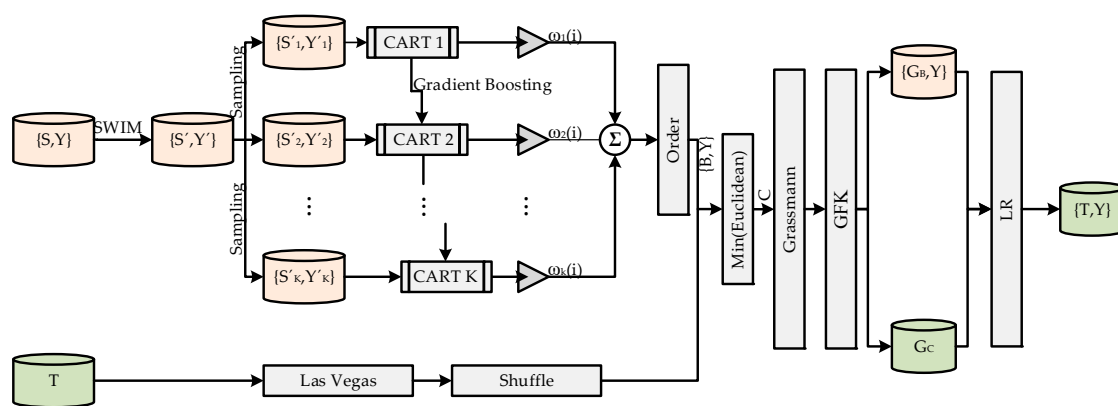 {S,Y}
SWIM
{S',Y'}
Sampling
Sampling
{S'1,Y'1}
CART 1
ω1(i)
Gradient Boosting
{S'2,Y'2}
CART 2
ω2(i)
Σ
...
...
...
{S'K,Y'K}
CART K
ωk(i)
T
Las Vegas
Shuffle
Order
{B,Y}
Min(Euclidean)
C
Grassmann
GFK
{GB,Y}
GC
LR
{T,Y}